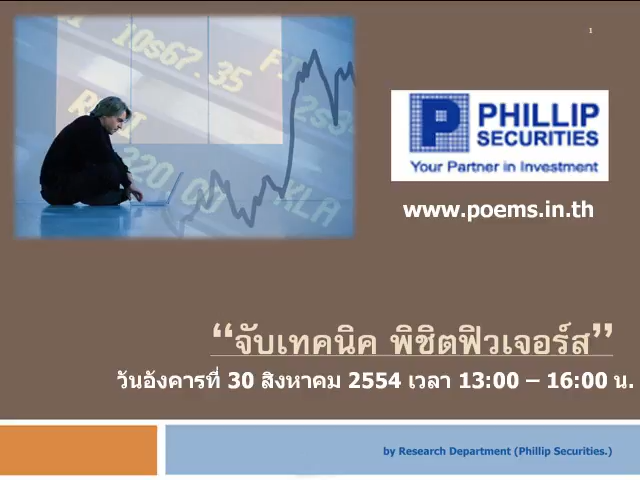 1
10s67.35
PHILLIP
SECURITIES
Your Partner in Investment
www.poems.in.th
“จับเทคนิค พิชิตฟิวเจอร์ส”
วันอังคารที่ 30 สิงหาคม 2554 เวลา 13:00 – 16:00 น.
by Research Department (Phillip Securities.)